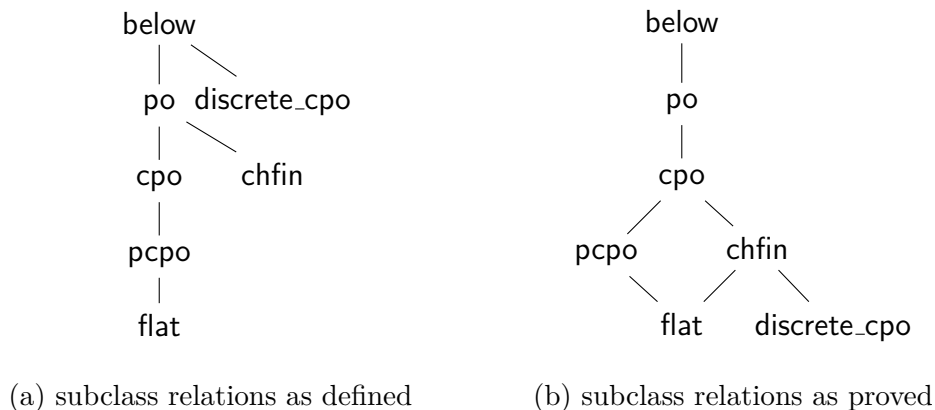 below
po discrete_cpo
cpo chfin
pcpo
flat
(a) subclass relations as defined
below
po
cpo
pcpo chfin
flat discrete_cpo
(b) subclass relations as proved